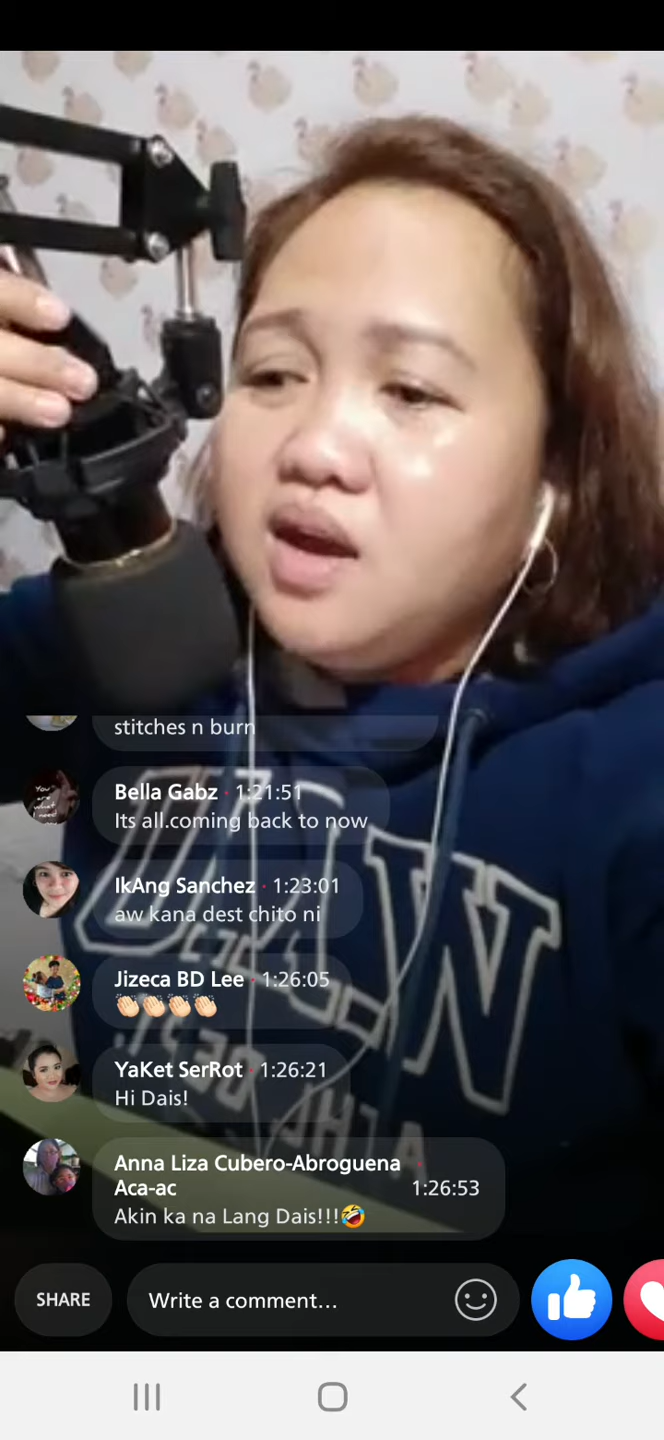 stitches n burn
Bella Gabz · 1:21:51
Its all.coming back to now
IkAng Sanchez · 1:23:01
aw kana dest chito ni
Jizeca BD Lee · 1:26:05
👏🏻👏🏻👏🏻👏🏻
YaKet SerRot · 1:26:21
Hi Dais!
Anna Liza Cubero-Abroguena ·
Aca-ac 1:26:53
Akin ka na Lang Dais!!!🤣
SHARE
Write a comment...